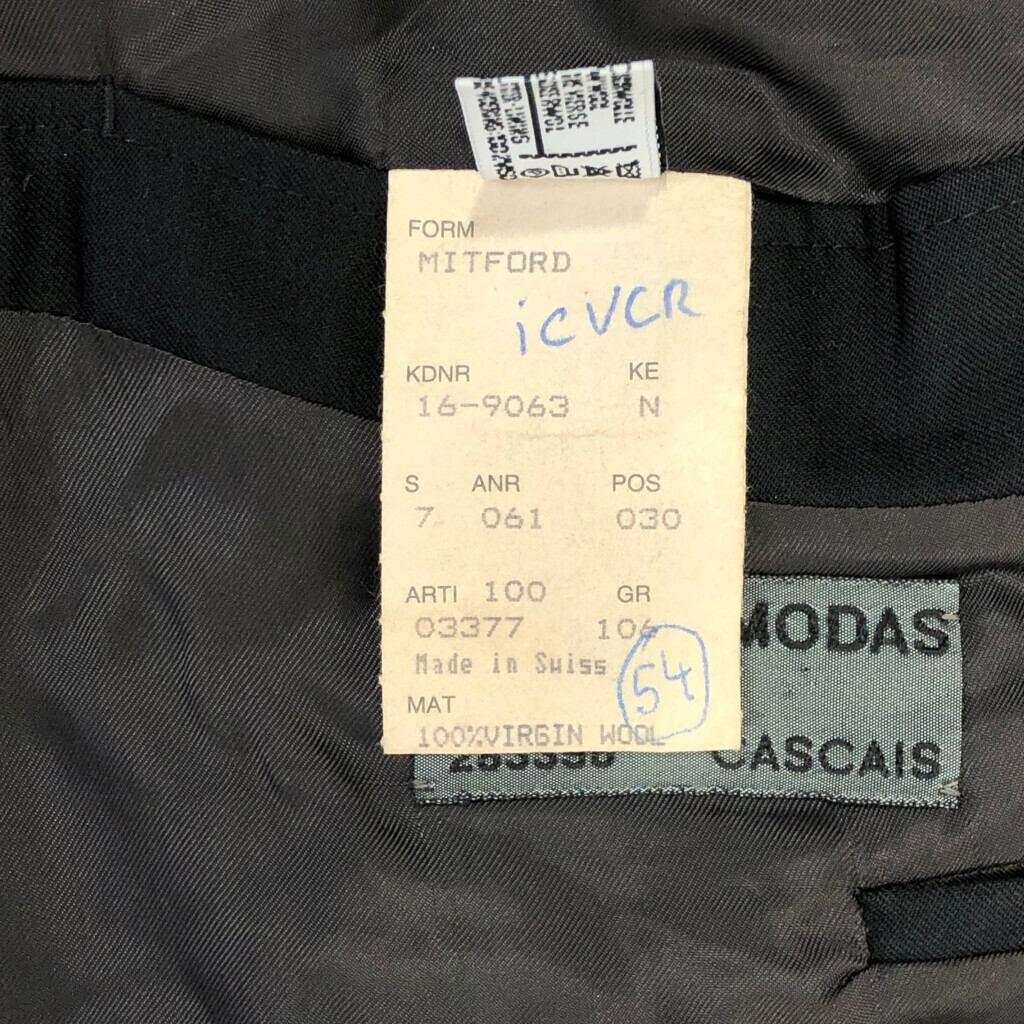 FORM
MITFORD
iCVCR
KDNR KE
16-9063 N
S ANR POS
7 061 030
ARTI 100 GR
03377 106
Made in Swiss
54
MAT
100%VIRGIN WOOL
MODAS
CASCAIS